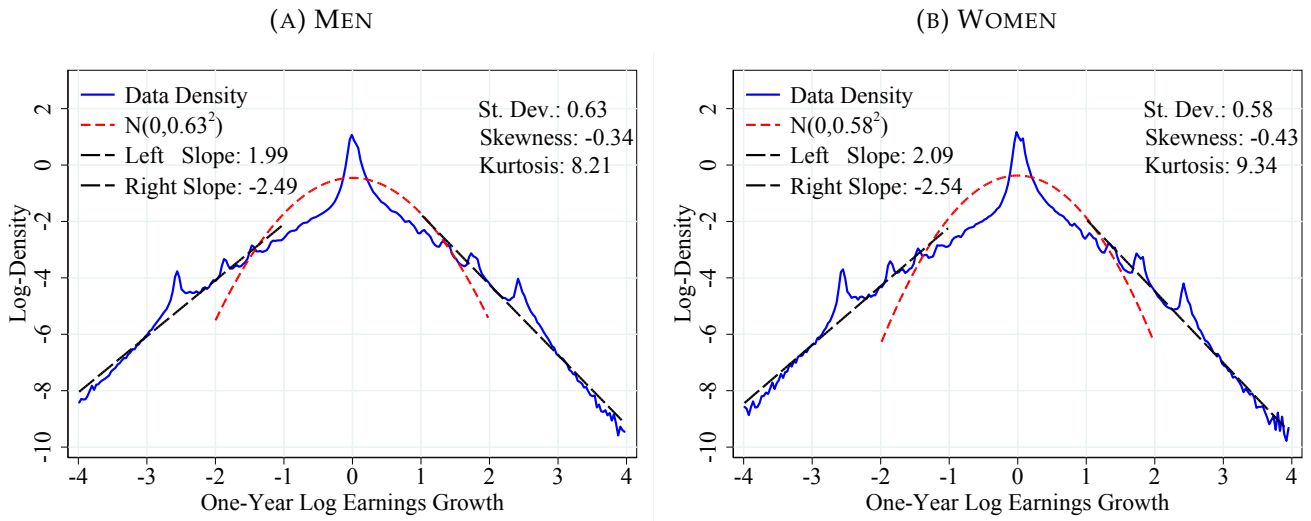 (A) MEN
Data Density
N(0,0.63²)
Left Slope: 1.99
Right Slope: -2.49
St. Dev.: 0.63
Skewness: -0.34
Kurtosis: 8.21
Log-Density
2
0
-2
-4
-6
-8
-10
-4 -3 -2 -1 0 1 2 3 4
One-Year Log Earnings Growth
(B) WOMEN
Data Density
N(0,0.58²)
Left Slope: 2.09
Right Slope: -2.54
St. Dev.: 0.58
Skewness: -0.43
Kurtosis: 9.34
Log-Density
2
0
-2
-4
-6
-8
-10
-4 -3 -2 -1 0 1 2 3 4
One-Year Log Earnings Growth